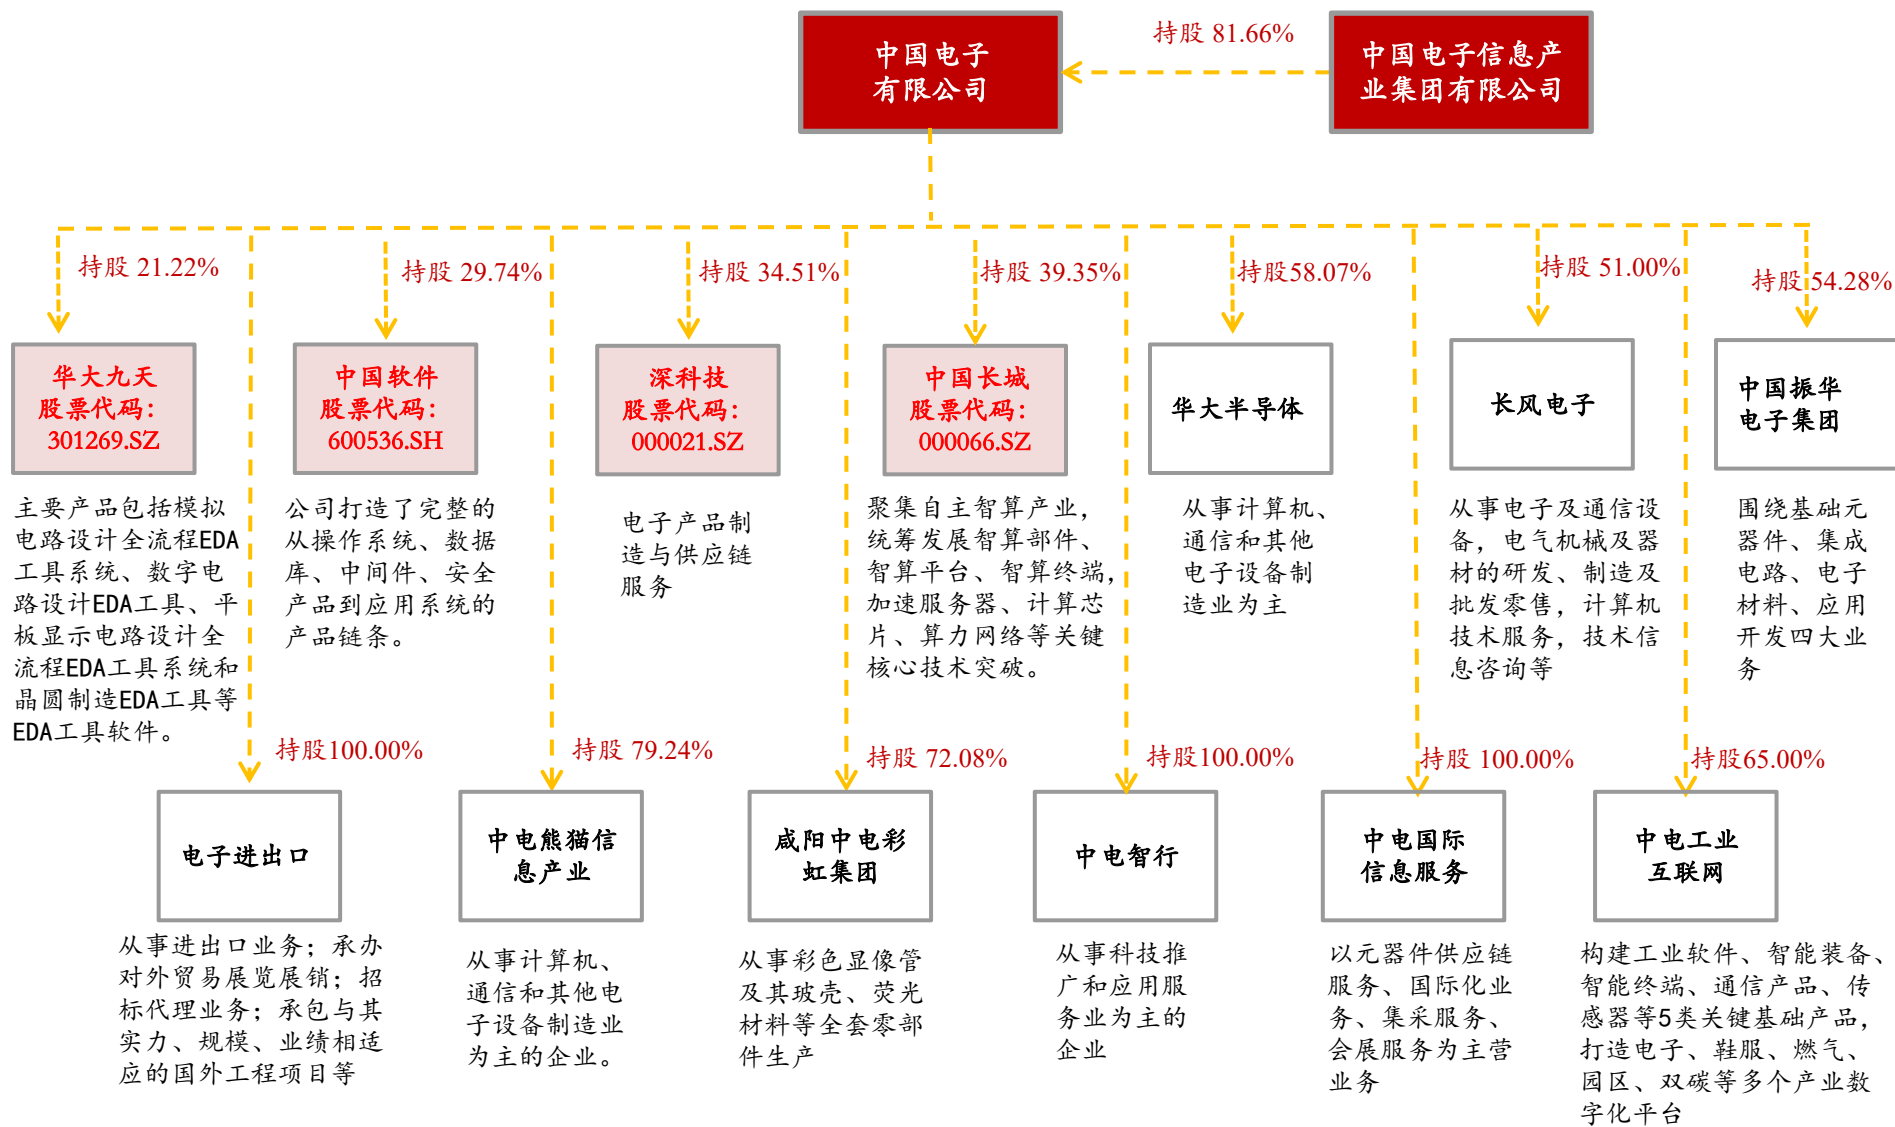 中国电子
有限公司
持股 81.66%
中国电子信息产
业集团有限公司
持股 21.22%
持股 29.74%
持股 34.51%
持股 39.35%
持股58.07%
持股 51.00%
持股 54.28%
华大九天
股票代码：
301269.SZ
中国软件
股票代码：
600536.SH
深科技
股票代码：
000021.SZ
中国长城
股票代码：
000066.SZ
华大半导体
长风电子
中国振华
电子集团
主要产品包括模拟
电路设计全流程EDA
工具系统、数字电
路设计EDA工具、平
板显示电路设计全
流程EDA工具系统和
晶圆制造EDA工具等
EDA工具软件。
公司打造了完整的
从操作系统、数据
库、中间件、安全
产品到应用系统的
产品链条。
电子产品制
造与供应链
服务
聚集自主智算产业，
统筹发展智算部件、
智算平台、智算终端，
加速服务器、计算芯
片、算力网络等关键
核心技术突破。
从事计算机、
通信和其他
电子设备制
造业为主
从事电子及通信设
备，电气机械及器
材的研发、制造及
批发零售，计算机
技术服务，技术信
息咨询等
围绕基础元
器件、集成
电路、电子
材料、应用
开发四大业
务
持股100.00%
持股 79.24%
持股 72.08%
持股100.00%
持股 100.00%
持股65.00%
电子进出口
中电熊猫信
息产业
咸阳中电彩
虹集团
中电智行
中电国际
信息服务
中电工业
互联网
从事进出口业务；承办
对外贸易展览展销；招
标代理业务；承包与其
实力、规模、业绩相适
应的国外工程项目等
从事计算机、
通信和其他电
子设备制造业
为主的企业。
从事彩色显像管
及其玻壳、荧光
材料等全套零部
件生产
从事科技推
广和应用服
务业为主的
企业
以元器件供应链
服务、国际化业
务、集采服务、
会展服务为主营
业务
构建工业软件、智能装备、
智能终端、通信产品、传
感器等5类关键基础产品，
打造电子、鞋服、燃气、
园区、双碳等多个产业数
字化平台